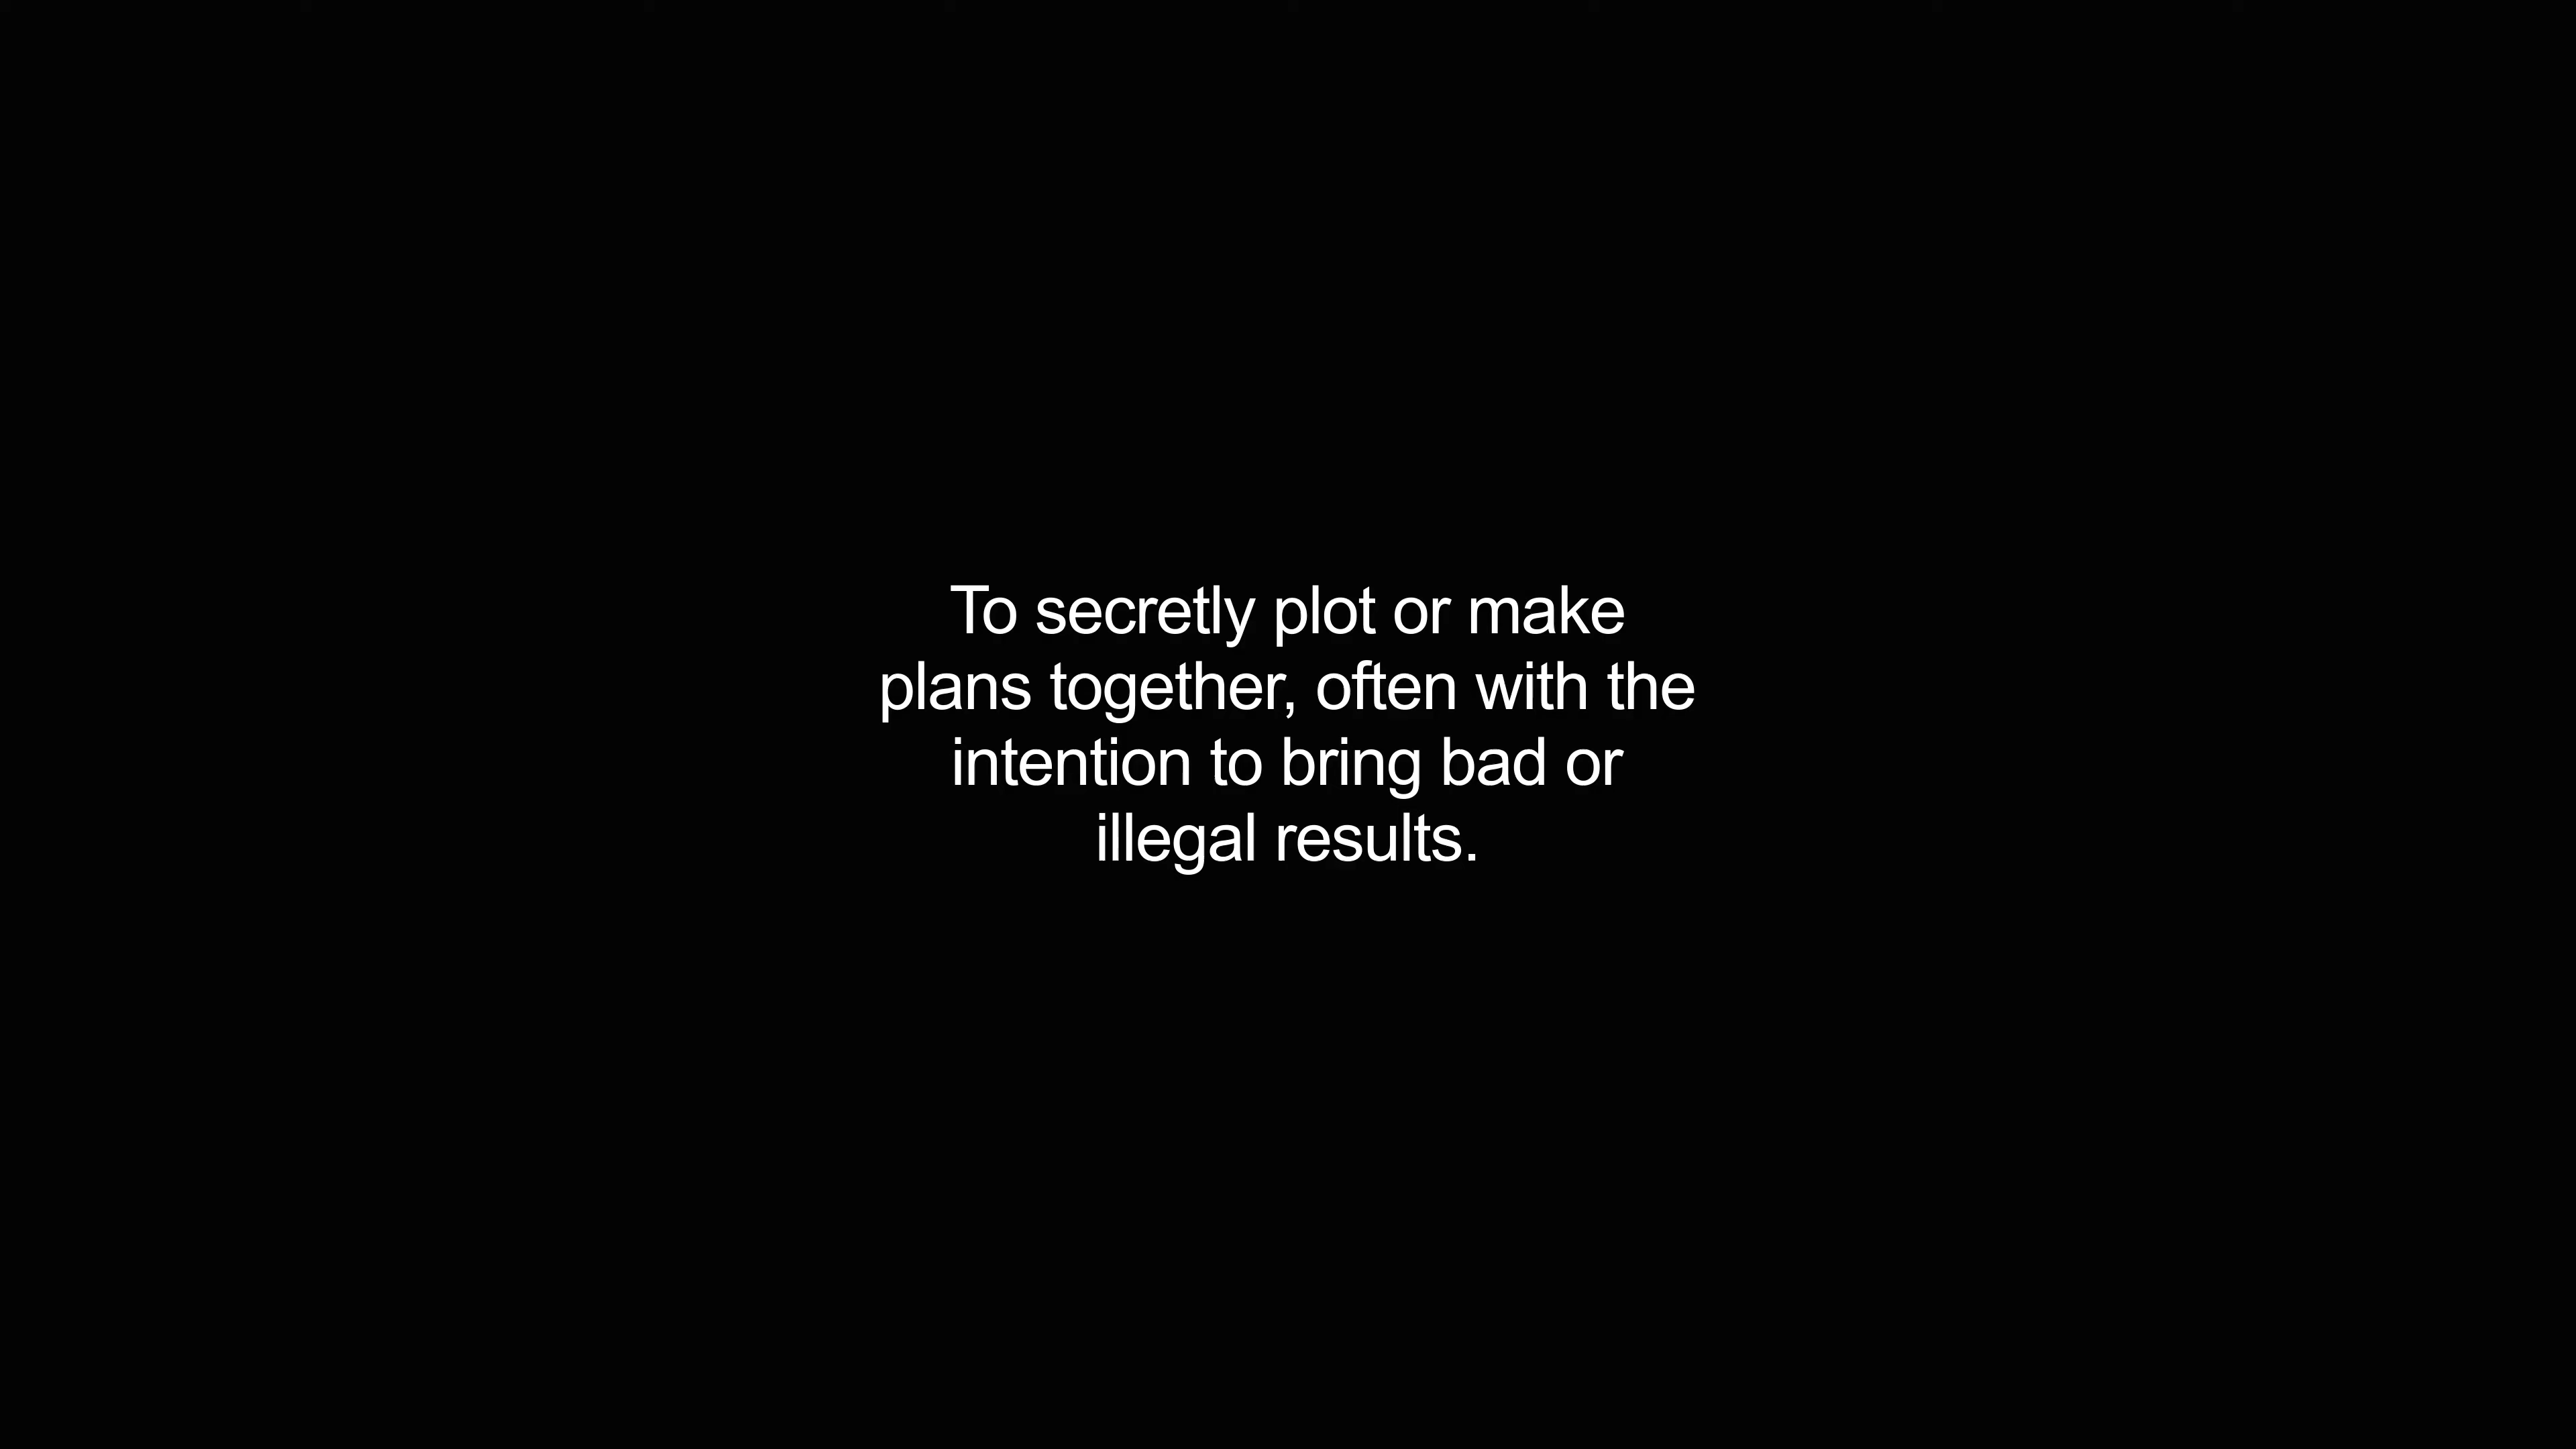 To secretly plot or make
plans together, often with the
intention to bring bad or
illegal results.